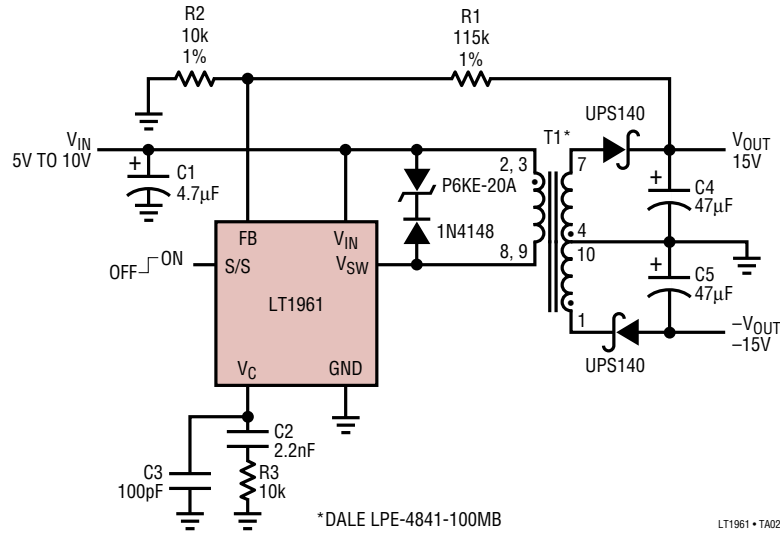 R2
10k
1%
R1
115k
1%
UPS140
VIN
5V TO 10V
+
C1
4.7µF
P6KE-20A
1N4148
T1*
2, 3
8, 9
7
4
10
1
VOUT
15V
+
C4
47µF
+
C5
47µF
–VOUT
–15V
UPS140
OFF ON
FB
VIN
S/S
VSW
LT1961
VC
GND
C2
2.2nF
C3
100pF
R3
10k
*DALE LPE-4841-100MB
LT1961 • TA02